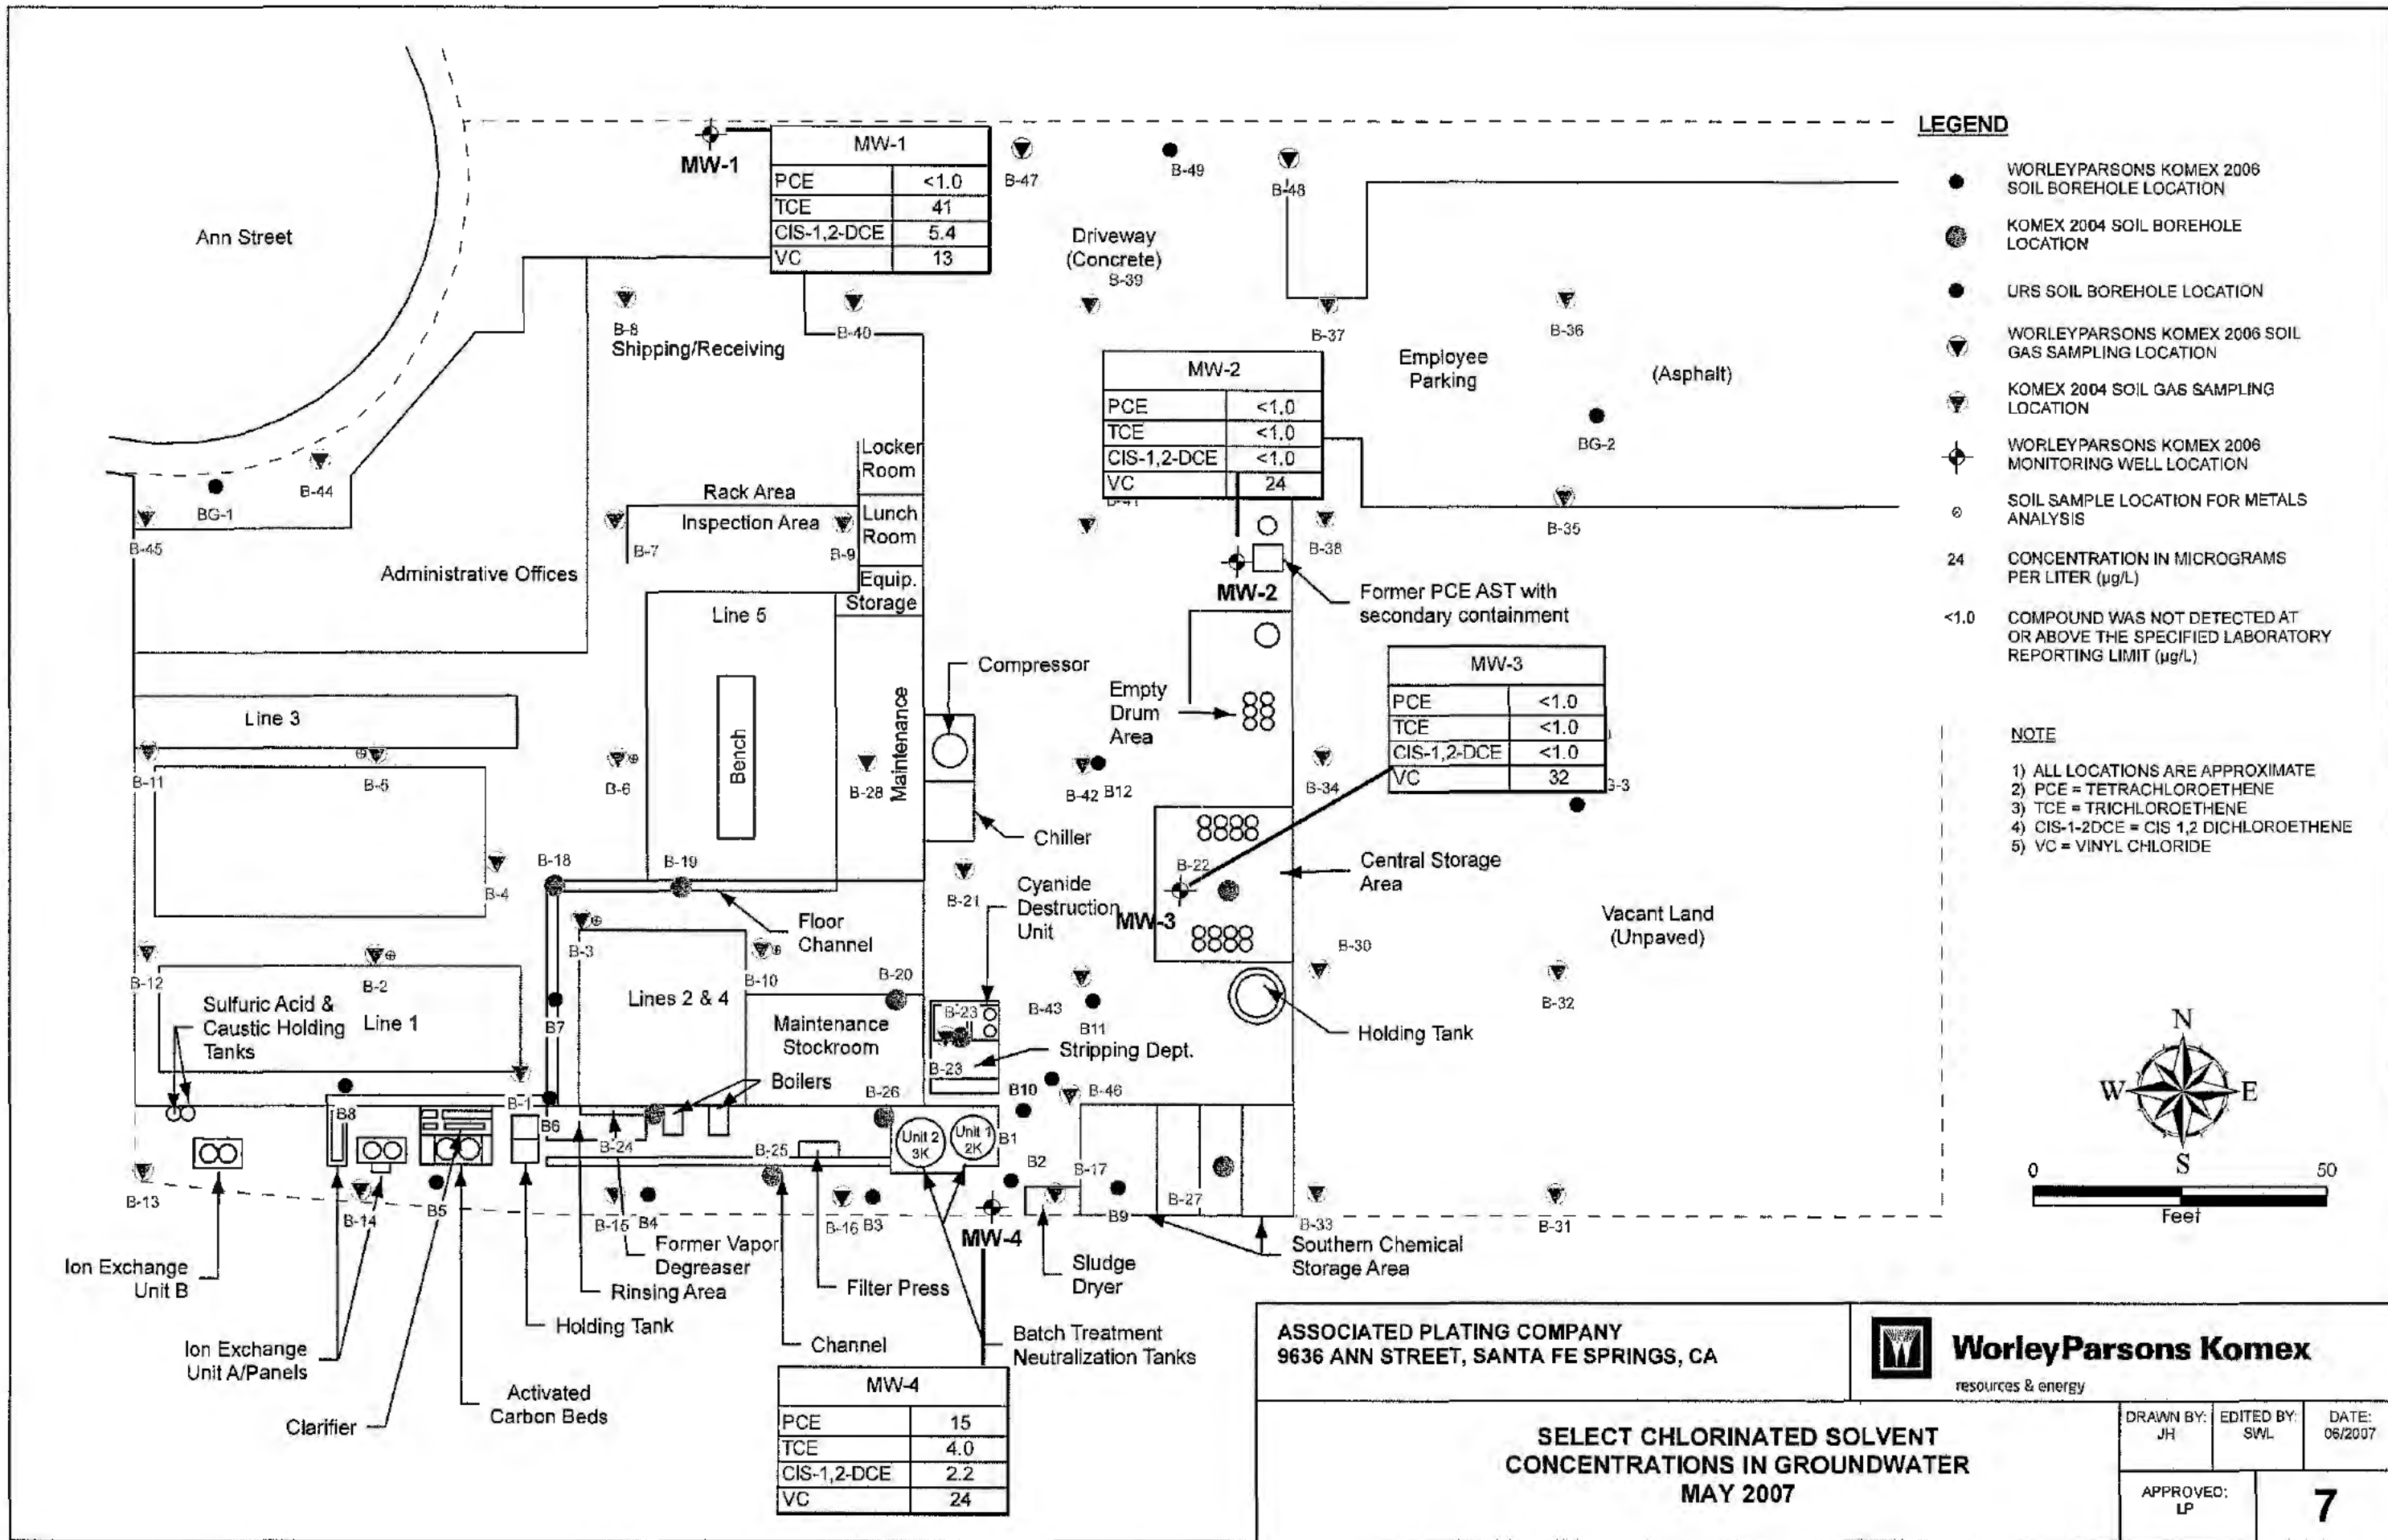 Ann Street
MW-1
MW-1
PCE <1.0
TCE 41
CIS-1,2-DCE 5.4
VC 13
B-47
B-49
B-48
Driveway
(Concrete)
B-39
B-8
Shipping/Receiving
B-40
B-37
B-36
Employee
Parking
(Asphalt)
BG-2
MW-2
PCE <1.0
TCE <1.0
CIS-1,2-DCE <1.0
VC 24
B-41
B-44
BG-1
B-45
Locker
Room
Rack Area
Inspection Area
Lunch
Room
B-7
B-9
B-38
B-35
Administrative Offices
Equip.
Storage
MW-2
Former PCE AST with
secondary containment
Line 5
Compressor
Empty
Drum
Area
MW-3
PCE <1.0
TCE <1.0
CIS-1,2-DCE <1.0
VC 32
Line 3
Bench
Maintenance
B-11
B-5
B-6
B-28
B-42
B12
B-34
G-3
Chiller
B-18
B-19
B-4
B-21
B-22
Central Storage
Area
Cyanide
Destruction
Unit
MW-3
Floor
Channel
Vacant Land
(Unpaved)
B-3
B-10
B-20
B-30
B-12
B-2
B-32
Lines 2 & 4
Sulfuric Acid &
Caustic Holding
Tanks
Line 1
B7
Maintenance
Stockroom
B-23
B-43
B11
Holding Tank
Stripping Dept.
B-23
Boilers
B-26
B10
B-46
B8
B-1
B6
B-24
B-25
Unit 2
3K
Unit 1
2K
B1
B2
B-17
B-27
B-13
B-14
B5
B-15
B4
B-16
B3
MW-4
B9
B-33
B-31
Ion Exchange
Unit B
Former Vapor
Degreaser
Rinsing Area
Filter Press
Sludge
Dryer
Southern Chemical
Storage Area
Holding Tank
Ion Exchange
Unit A/Panels
Channel
Batch Treatment
Neutralization Tanks
Activated
Carbon Beds
Clarifier
MW-4
PCE 15
TCE 4.0
CIS-1,2-DCE 2.2
VC 24
LEGEND
WORLEYPARSONS KOMEX 2006
SOIL BOREHOLE LOCATION
KOMEX 2004 SOIL BOREHOLE
LOCATION
URS SOIL BOREHOLE LOCATION
WORLEYPARSONS KOMEX 2006 SOIL
GAS SAMPLING LOCATION
KOMEX 2004 SOIL GAS SAMPLING
LOCATION
WORLEYPARSONS KOMEX 2006
MONITORING WELL LOCATION
SOIL SAMPLE LOCATION FOR METALS
ANALYSIS
24 CONCENTRATION IN MICROGRAMS
PER LITER (µg/L)
<1.0 COMPOUND WAS NOT DETECTED AT
OR ABOVE THE SPECIFIED LABORATORY
REPORTING LIMIT (µg/L)
NOTE
1) ALL LOCATIONS ARE APPROXIMATE
2) PCE = TETRACHLOROETHENE
3) TCE = TRICHLOROETHENE
4) CIS-1-2DCE = CIS 1,2 DICHLOROETHENE
5) VC = VINYL CHLORIDE
N
W E
S
0 50
Feet
ASSOCIATED PLATING COMPANY
9636 ANN STREET, SANTA FE SPRINGS, CA
WorleyParsons Komex
resources & energy
SELECT CHLORINATED SOLVENT
CONCENTRATIONS IN GROUNDWATER
MAY 2007
DRAWN BY:
JH
EDITED BY:
SWL
DATE:
06/2007
APPROVED:
LP
7